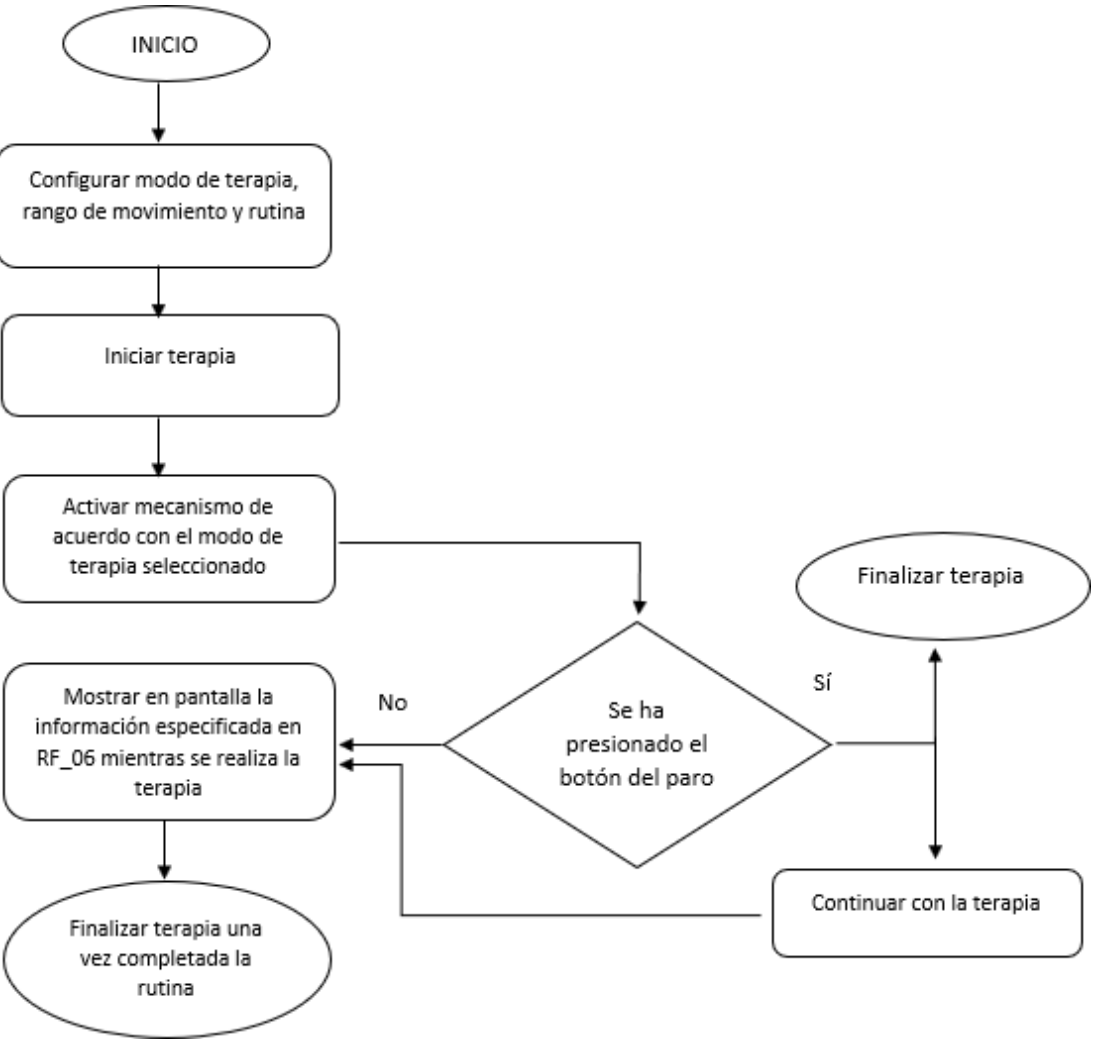 INICIO
Configurar modo de terapia,
rango de movimiento y rutina
Iniciar terapia
Activar mecanismo de
acuerdo con el modo de
terapia seleccionado
Se ha
presionado el
botón del paro
Sí
Finalizar terapia
Continuar con la terapia
No
Mostrar en pantalla la
información especificada en
RF_06 mientras se realiza la
terapia
Finalizar terapia una
vez completada la
rutina